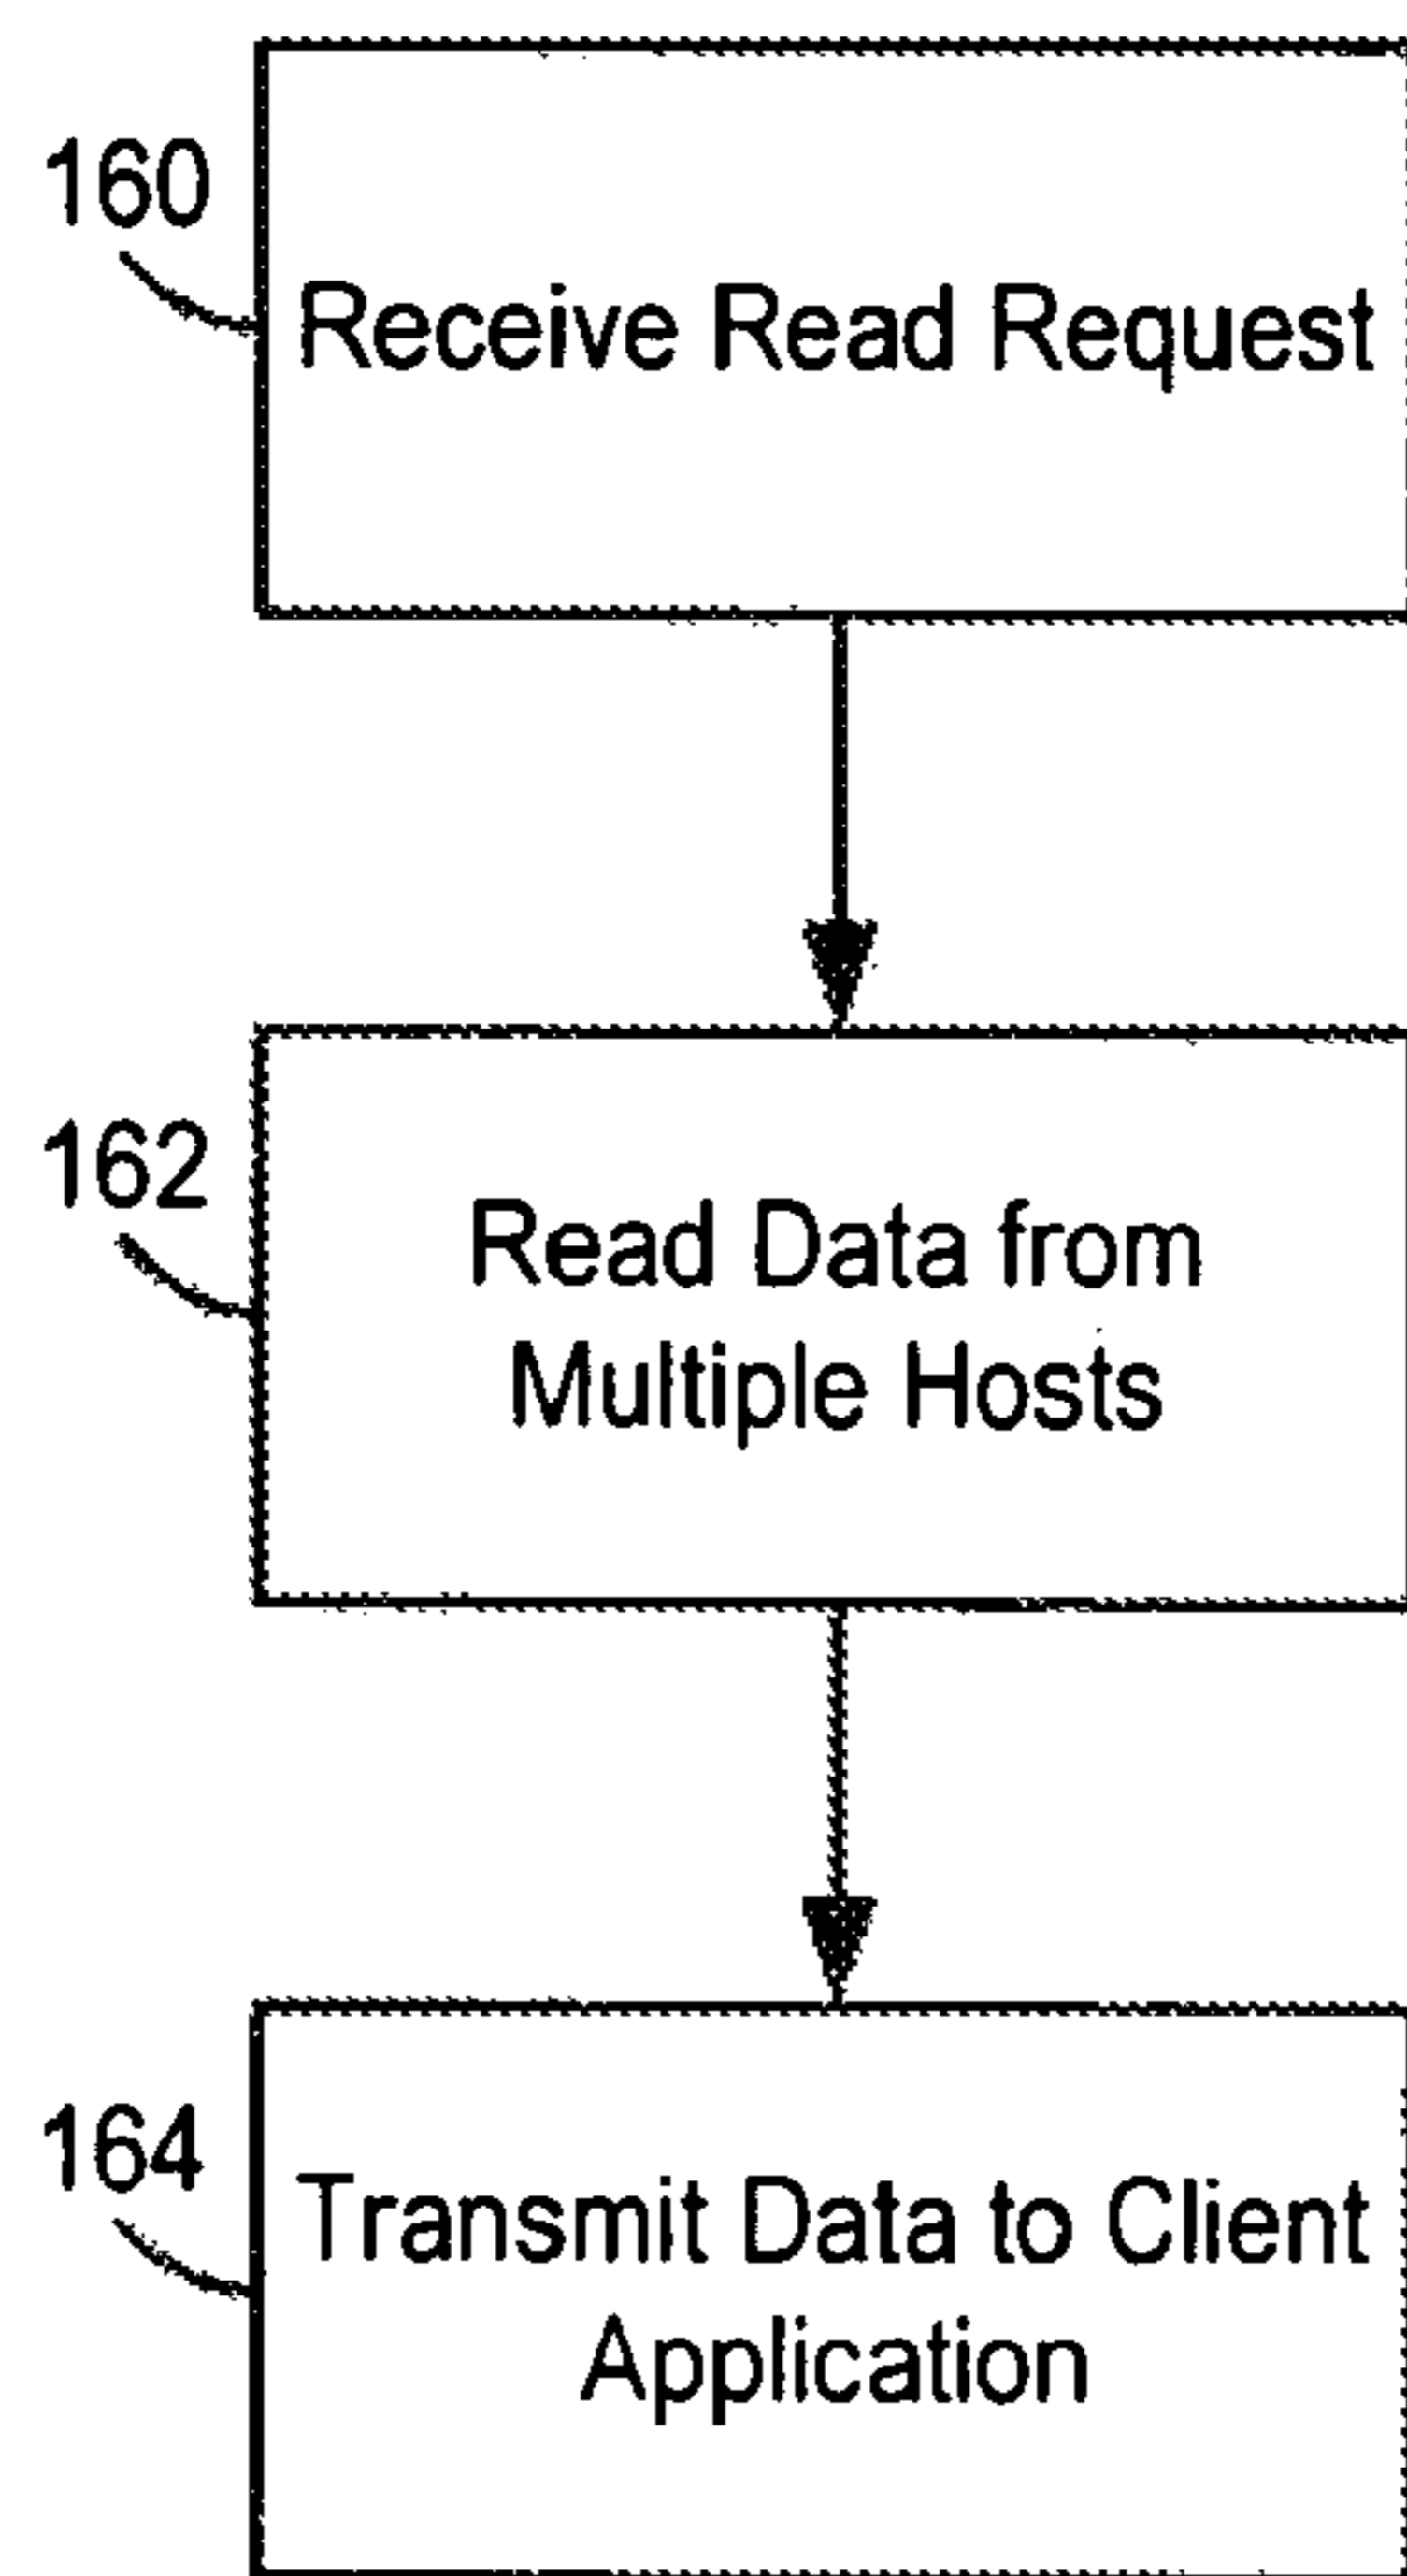 160
Receive Read Request
162
Read Data from
Multiple Hosts
164
Transmit Data to Client
Application